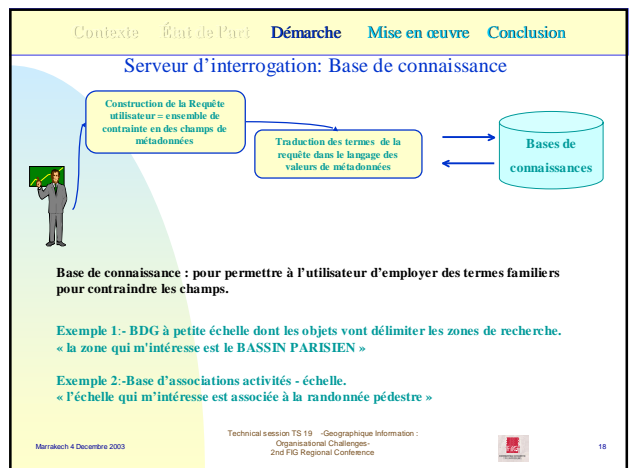 Contexte État de l'art Démarche Mise en œuvre Conclusion
Serveur d'interrogation: Base de connaissance
Construction de la Requête
utilisateur = ensemble de
contrainte en des champs de
métadonnées
Traduction des termes de la
requête dans le langage des
valeurs de métadonnées
Bases de
connaissances
Base de connaissance : pour permettre à l'utilisateur d'employer des termes familiers
pour contraindre les champs.
Exemple 1:- BDG à petite échelle dont les objets vont délimiter les zones de recherche.
« la zone qui m'intéresse est le BASSIN PARISIEN »
Exemple 2:-Base d'associations activités - échelle.
« l'échelle qui m'intéresse est associée à la randonnée pédestre »
Marrakech 4 Decembre 2003
Technical session TS 19 -Geographique Information :
Organisational Challenges-
2nd FIG Regional Conference
FIG
18